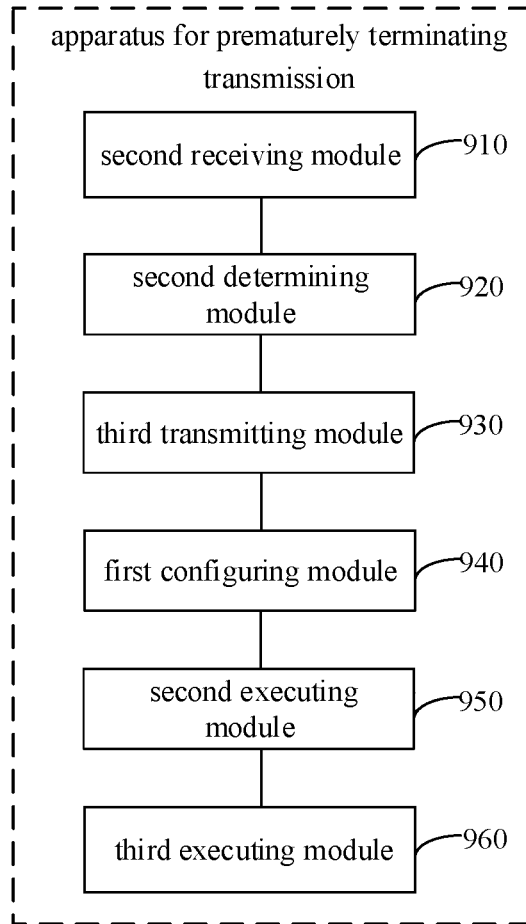 apparatus for prematurely terminating
transmission
second receiving module
910
second determining
module
920
third transmitting module
930
first configuring module
940
second executing
module
950
third executing module
960